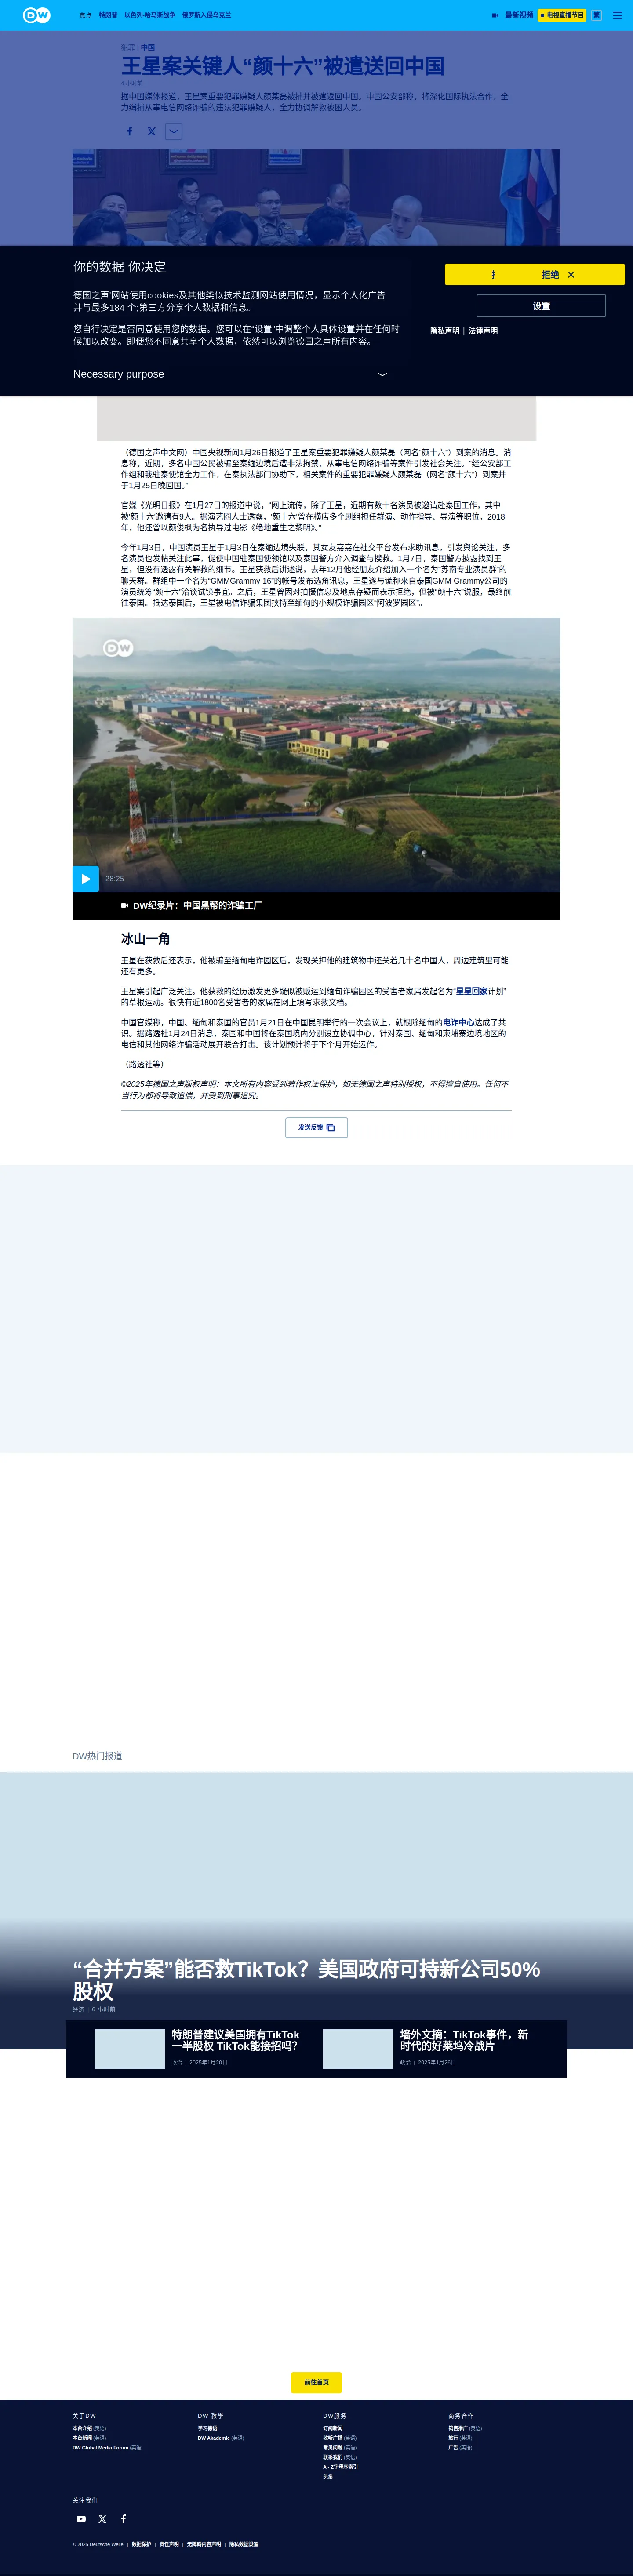 DW
焦点 特朗普 以色列-哈马斯战争 俄罗斯入侵乌克兰 最新视频 电视直播节目 繁
犯罪 | 中国
王星案关键人“颜十六”被遣送回中国
4 小时前
据中国媒体报道，王星案重要犯罪嫌疑人颜某磊被捕并被遣返回中国。中国公安部称，将深化国际执法合作，全
力缉捕从事电信网络诈骗的违法犯罪嫌疑人，全力协调解救被困人员。
你的数据 你决定
拒绝
德国之声‘网站使用cookies及其他类似术监测网站使用情况，显示个人化广告
并与最多184 个;第三方分享个人数据和信息。
设置
您自行决定是否同意使用您的数据。您可以在“设置”中调整个人具体设置并在任何时
候加以改变。即便您不同意共享个人数据，依然可以浏览德国之声所有内容。
隐私声明 | 法律声明
Necessary purpose
（德国之声中文网）中国央视新闻1月26日报道了王星案重要犯罪嫌疑人颜某磊（网名“颜十六”）到案的消息。消
息称，近期，多名中国公民被骗至泰缅边境后遭非法拘禁、从事电信网络诈骗等案件引发社会关注。“经公安部工
作组和我驻泰使馆全力工作，在泰执法部门协助下，相关案件的重要犯罪嫌疑人颜某磊（网名“颜十六”）到案并
于1月25日晚回国。”
官媒《光明日报》在1月27日的报道中说，“网上流传，除了王星，近期有数十名演员被邀请赴泰国工作，其中
被‘颜十六’邀请有9人。据演艺圈人士透露，‘颜十六’曾在横店多个剧组担任群演、动作指导、导演等职位，2018
年，他还曾以颜俊枫为名执导过电影《绝地重生之黎明》。”
今年1月3日，中国演员王星于1月3日在泰缅边境失联，其女友嘉嘉在社交平台发布求助讯息，引发舆论关注，多
名演员也发帖关注此事，促使中国驻泰国使领馆以及泰国警方介入调查与搜救。1月7日，泰国警方披露找到王
星，但没有透露有关解救的细节。王星获救后讲述说，去年12月他经朋友介绍加入一个名为“苏南专业演员群”的
聊天群。群组中一个名为“GMMGrammy 16”的帐号发布选角讯息，王星遂与谎称来自泰国GMM Grammy公司的
演员统筹“颜十六”洽谈试镜事宜。之后，王星曾因对拍摄信息及地点存疑而表示拒绝，但被“颜十六”说服，最终前
往泰国。抵达泰国后，王星被电信诈骗集团挟持至缅甸的小规模诈骗园区“阿波罗园区”。
DW
28:25
DW纪录片：中国黑帮的诈骗工厂
冰山一角
王星在获救后还表示，他被骗至缅甸电诈园区后，发现关押他的建筑物中还关着几十名中国人，周边建筑里可能
还有更多。
王星案引起广泛关注。他获救的经历激发更多疑似被贩运到缅甸诈骗园区的受害者家属发起名为“星星回家计划”
的草根运动。很快有近1800名受害者的家属在网上填写求救文档。
中国官媒称，中国、缅甸和泰国的官员1月21日在中国昆明举行的一次会议上，就根除缅甸的电诈中心达成了共
识。据路透社1月24日消息，泰国和中国将在泰国境内分别设立协调中心，针对泰国、缅甸和柬埔寨边境地区的
电信和其他网络诈骗活动展开联合打击。该计划预计将于下个月开始运作。
（路透社等）
©2025年德国之声版权声明：本文所有内容受到著作权法保护，如无德国之声特别授权，不得擅自使用。任何不
当行为都将导致追偿，并受到刑事追究。
发送反馈
DW热门报道
“合并方案”能否救TikTok？美国政府可持新公司50%
股权
经济 | 6 小时前
特朗普建议美国拥有TikTok
一半股权 TikTok能接招吗？
政治 | 2025年1月20日
墙外文摘：TikTok事件，新
时代的好莱坞冷战片
政治 | 2025年1月26日
前往首页
关于DW
本台介绍 (英语)
本台新闻 (英语)
DW Global Media Forum (英语)
DW 教學
学习德语
DW Akademie (英语)
DW服务
订阅新闻
收听广播 (英语)
常见问题 (英语)
联系我们 (英语)
A - Z字母序索引
头条
商务合作
销售推广 (英语)
旅行 (英语)
广告 (英语)
关注我们
© 2025 Deutsche Welle | 数据保护 | 责任声明 | 无障碍内容声明 | 隐私数据设置